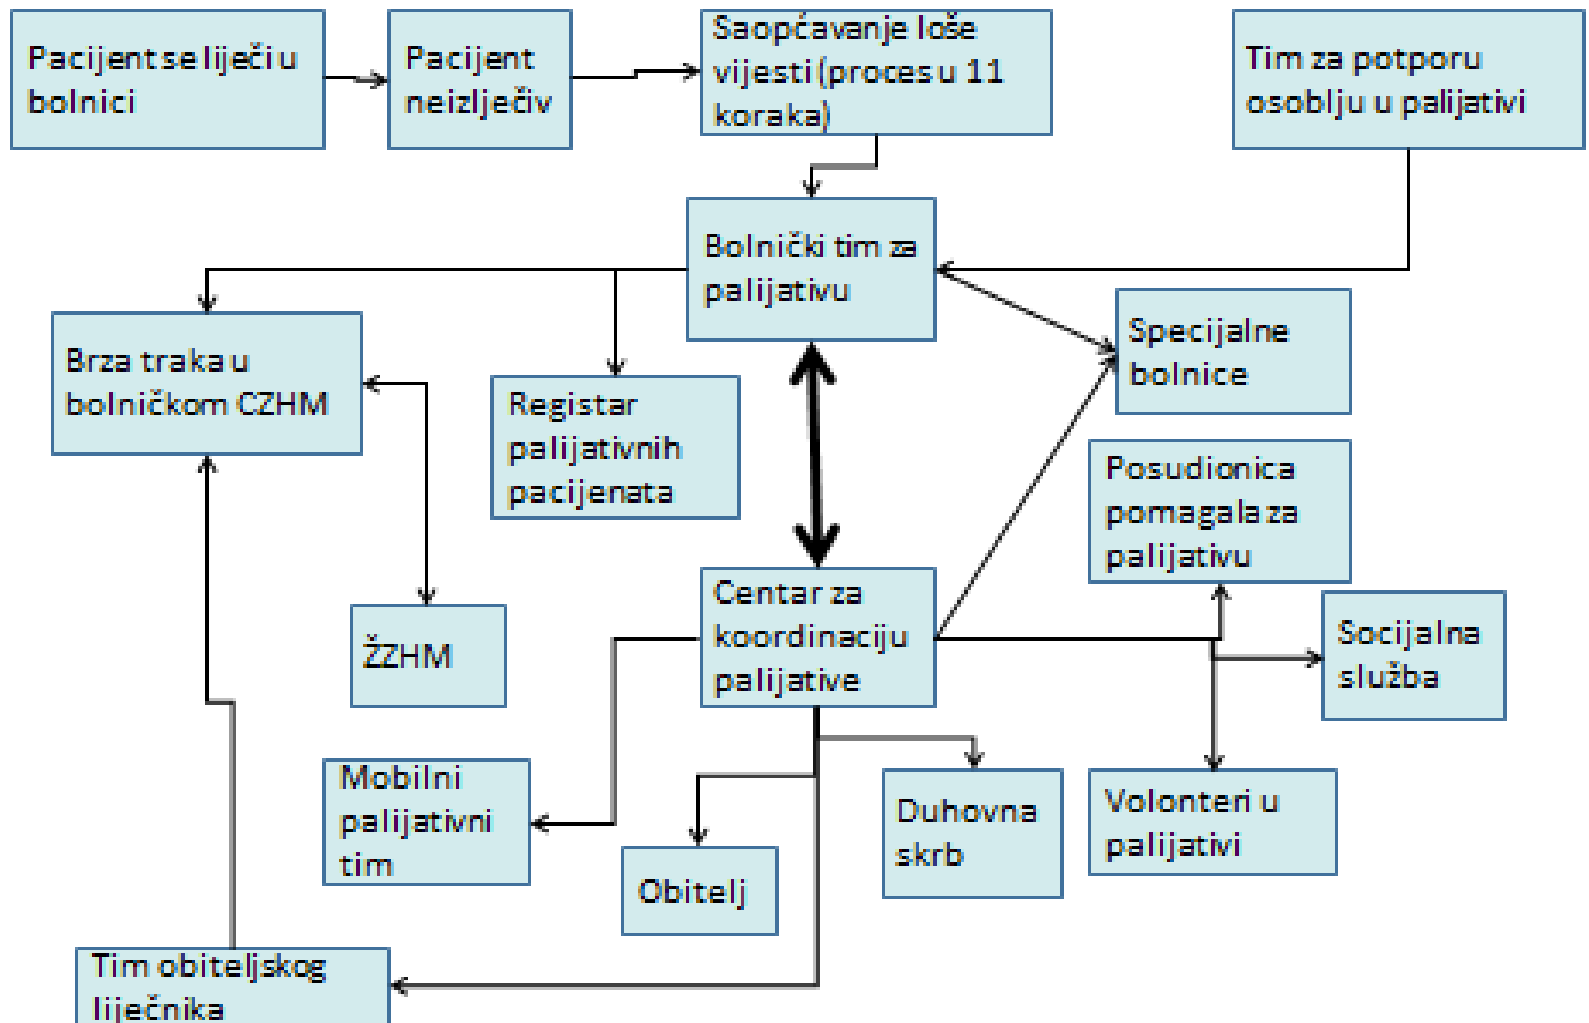 Pacijent se liječi u
bolnici
Pacijent
neizlječiv
Saopćavanje loše
vijesti (proces u 11
koraka)
Tim za potporu
osoblju u palijativi
Bolnički tim za
palijativu
Specijalne
bolnice
Brza traka u
bolničkom CZHM
Registar
palijativnih
pacijenata
Posudionica
pomagala za
palijativu
Centar za
koordinaciju
palijative
Socijalna
služba
ŽZHM
Mobilni
palijativni
tim
Obitelj
Duhovna
skrb
Volonteri u
palijativi
Tim obiteljskog
liječnika